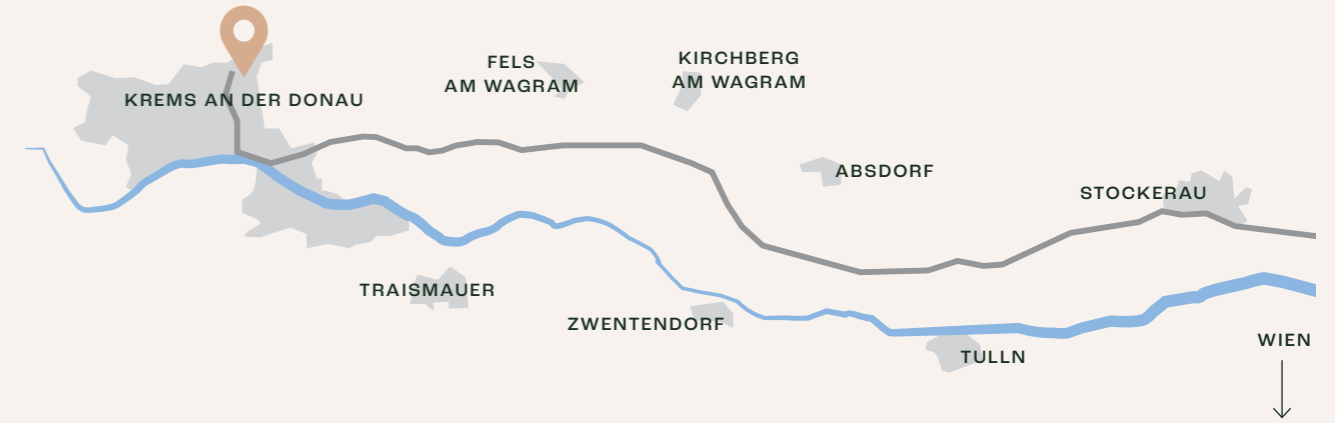 FELS
AM WAGRAM
KIRCHBERG
AM WAGRAM
KREMS AN DER DONAU
ABSDORF
STOCKERAU
TRAISMAUER
ZWENTENDORF
WIEN
TULLN